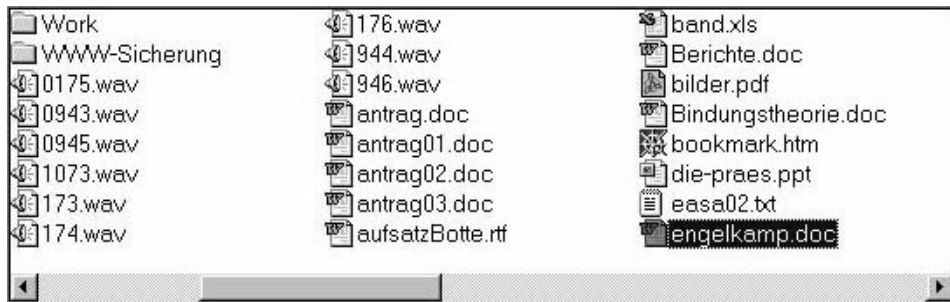 Work
WWW-Sicherung
0175.wav
0943.wav
0945.wav
1073.wav
173.wav
174.wav
176.wav
944.wav
946.wav
antrag.doc
antrag01.doc
antrag02.doc
antrag03.doc
aufsatzBotte.rtf
band.xls
Berichte.doc
bilder.pdf
Bindungstheorie.doc
bookmark.htm
die-praes.ppt
easa02.txt
engelkamp.doc